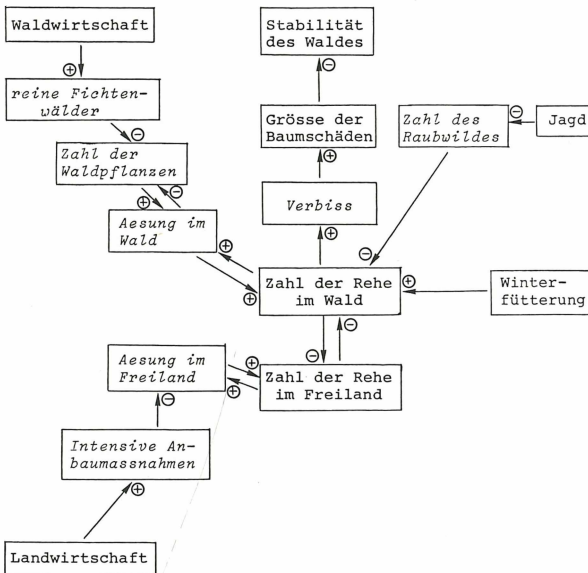 Waldwirtschaft
⊕
reine Fichten-
wälder
⊖
Zahl der
Waldpflanzen
⊕ ⊖
Aesung im
Wald
⊕
⊕
Stabilität
des Waldes
⊖
Grösse der
Baumschäden
⊕
Verbiss
⊕
Zahl des
Raubwildes
⊖
Jagd
⊖
Zahl der Rehe
im Wald
⊕
Winter-
fütterung
⊖ ⊖
Aesung im
Freiland
⊕
⊕
Zahl der Rehe
im Freiland
⊖
Intensive An-
baumassnahmen
⊕
Landwirtschaft